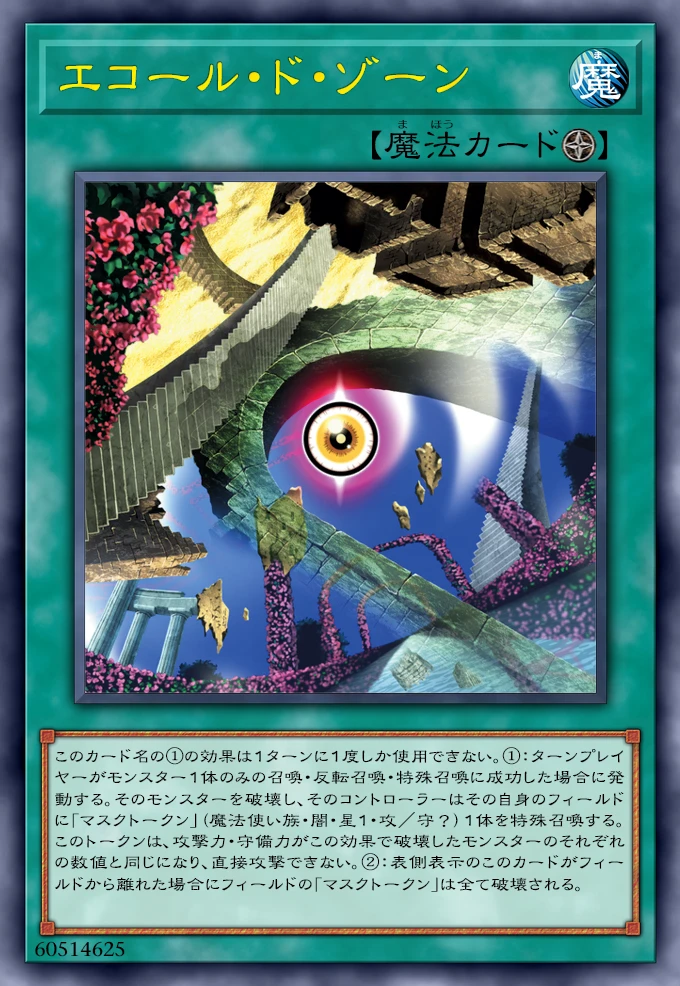 エコール・ド・ゾーン
ま
魔
ま ほう
【魔法カード】
このカード名の①の効果は1ターンに1度しか使用できない。①：ターンプレイ
ヤーがモンスター1体のみの召喚・反転召喚・特殊召喚に成功した場合に発
動する。そのモンスターを破壊し、そのコントローラーはその自身のフィールド
に「マスクトークン」（魔法使い族・闇・星1・攻／守？）1体を特殊召喚する。
このトークンは、攻撃力・守備力がこの効果で破壊したモンスターのそれぞれ
の数値と同じになり、直接攻撃できない。②：表側表示のこのカードがフィー
ルドから離れた場合にフィールドの「マスクトークン」は全て破壊される。
60514625